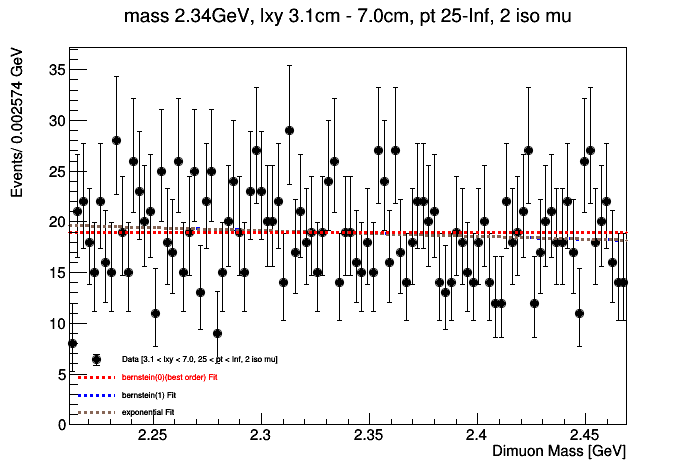 mass 2.34GeV, lxy 3.1cm - 7.0cm, pt 25-Inf, 2 iso mu
Events/ 0.002574 GeV
35
30
25
20
15
10
5
0
Data [3.1 < lxy < 7.0, 25 < pt < Inf, 2 iso mu]
bernstein(0)(best order) Fit
bernstein(1) Fit
exponential Fit
2.25 2.3 2.35 2.4 2.45
Dimuon Mass [GeV]